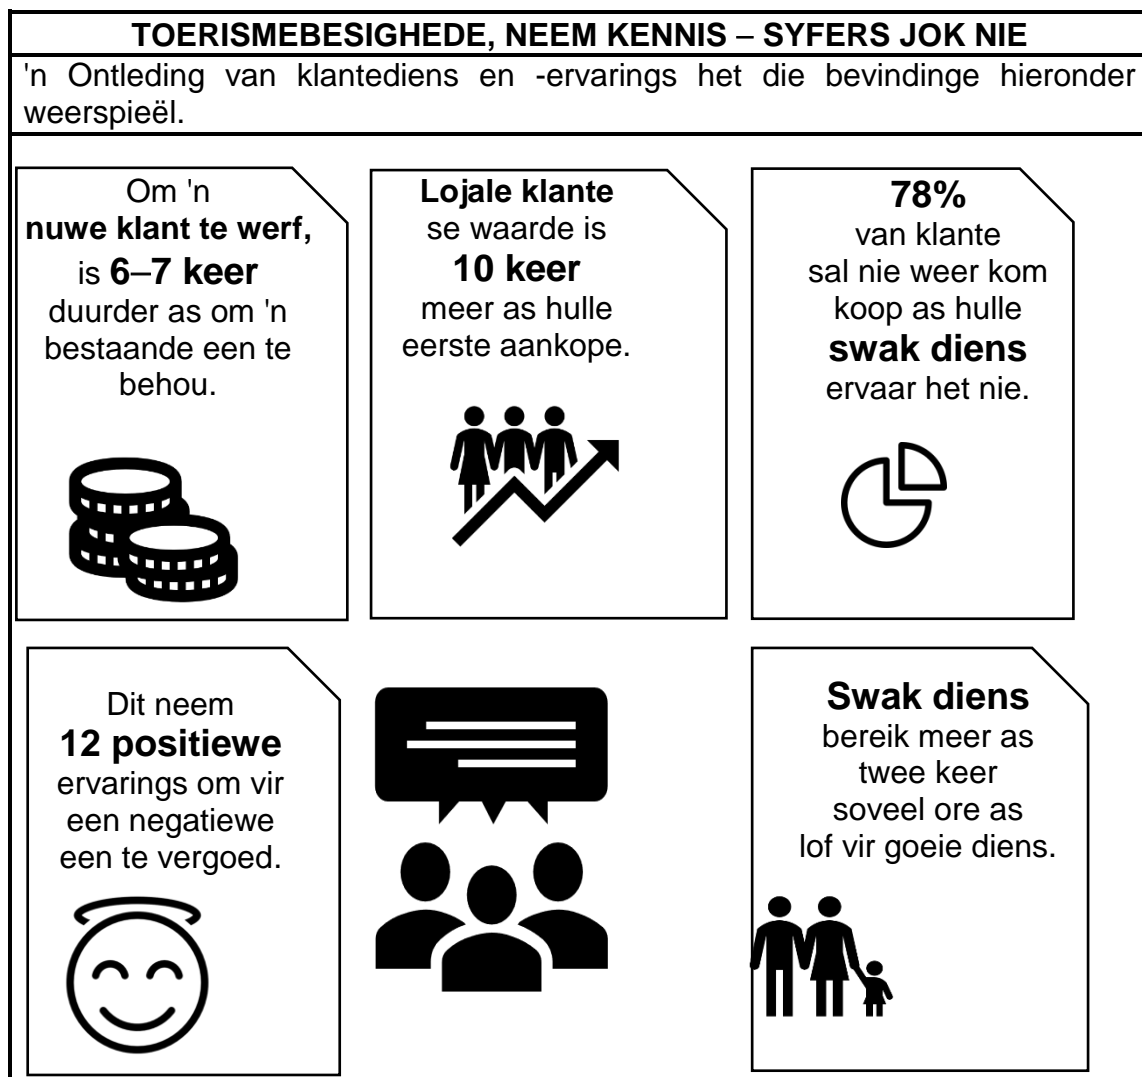 TOERISMEBESIGHEDE, NEEM KENNIS – SYFERS JOK NIE
'n Ontleding van klantediens en -ervarings het die bevindinge hieronder
weerspieël.
Om 'n
nuwe klant te werf,
is 6–7 keer
duurder as om 'n
bestaande een te
behou.
Lojale klante
se waarde is
10 keer
meer as hulle
eerste aankope.
78%
van klante
sal nie weer kom
koop as hulle
swak diens
ervaar het nie.
Dit neem
12 positiewe
ervarings om vir
een negatiewe
een te vergoed.
Swak diens
bereik meer as
twee keer
soveel ore as
lof vir goeie diens.